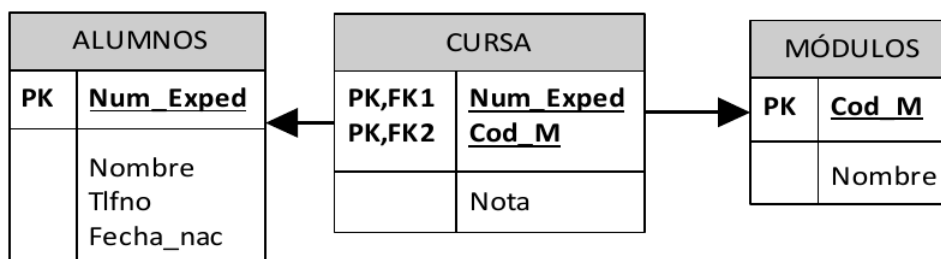 ALUMNOS
PK Num_Exped
Nombre
Tlfno
Fecha_nac
CURSA
PK,FK1 Num_Exped
PK,FK2 Cod_M
Nota
MÓDULOS
PK Cod_M
Nombre